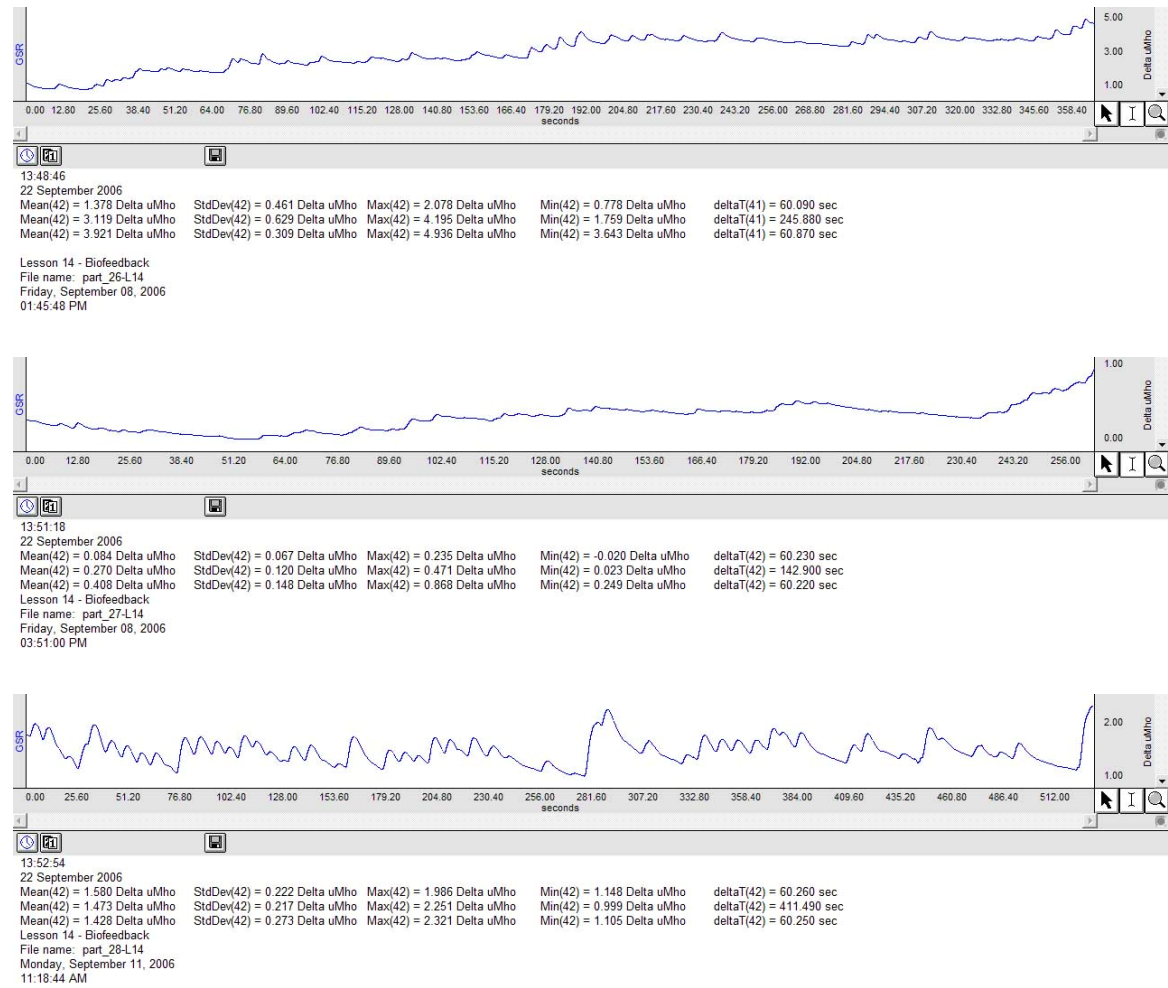 GSR
5.00
3.00
1.00
Delta uMho
0.00 12.80 25.60 38.40 51.20 64.00 76.80 89.60 102.40 115.20 128.00 140.80 153.60 166.40 179.20 192.00 204.80 217.60 230.40 243.20 256.00 268.80 281.60 294.40 307.20 320.00 332.80 345.60 358.40
seconds
13:48:46
22 September 2006
Mean(42) = 1.378 Delta uMho StdDev(42) = 0.461 Delta uMho Max(42) = 2.078 Delta uMho Min(42) = 0.778 Delta uMho deltaT(41) = 60.090 sec
Mean(42) = 3.119 Delta uMho StdDev(42) = 0.629 Delta uMho Max(42) = 4.195 Delta uMho Min(42) = 1.759 Delta uMho deltaT(41) = 245.880 sec
Mean(42) = 3.921 Delta uMho StdDev(42) = 0.309 Delta uMho Max(42) = 4.936 Delta uMho Min(42) = 3.643 Delta uMho deltaT(41) = 60.870 sec
Lesson 14 - Biofeedback
File name: part_26-L14
Friday, September 08, 2006
01:45:48 PM
GSR
1.00
0.00
Delta uMho
0.00 12.80 25.60 38.40 51.20 64.00 76.80 89.60 102.40 115.20 128.00 140.80 153.60 166.40 179.20 192.00 204.80 217.60 230.40 243.20 256.00
seconds
13:51:18
22 September 2006
Mean(42) = 0.084 Delta uMho StdDev(42) = 0.067 Delta uMho Max(42) = 0.235 Delta uMho Min(42) = -0.020 Delta uMho deltaT(42) = 60.230 sec
Mean(42) = 0.270 Delta uMho StdDev(42) = 0.120 Delta uMho Max(42) = 0.471 Delta uMho Min(42) = 0.023 Delta uMho deltaT(42) = 142.900 sec
Mean(42) = 0.408 Delta uMho StdDev(42) = 0.148 Delta uMho Max(42) = 0.868 Delta uMho Min(42) = 0.249 Delta uMho deltaT(42) = 60.220 sec
Lesson 14 - Biofeedback
File name: part_27-L14
Friday, September 08, 2006
03:51:00 PM
GSR
2.00
1.00
Delta uMho
0.00 25.60 51.20 76.80 102.40 128.00 153.60 179.20 204.80 230.40 256.00 281.60 307.20 332.80 358.40 384.00 409.60 435.20 460.80 486.40 512.00
seconds
13:52:54
22 September 2006
Mean(42) = 1.580 Delta uMho StdDev(42) = 0.222 Delta uMho Max(42) = 1.986 Delta uMho Min(42) = 1.148 Delta uMho deltaT(42) = 60.260 sec
Mean(42) = 1.473 Delta uMho StdDev(42) = 0.217 Delta uMho Max(42) = 2.251 Delta uMho Min(42) = 0.999 Delta uMho deltaT(42) = 411.490 sec
Mean(42) = 1.428 Delta uMho StdDev(42) = 0.273 Delta uMho Max(42) = 2.321 Delta uMho Min(42) = 1.105 Delta uMho deltaT(42) = 60.250 sec
Lesson 14 - Biofeedback
File name: part_28-L14
Monday, September 11, 2006
11:18:44 AM